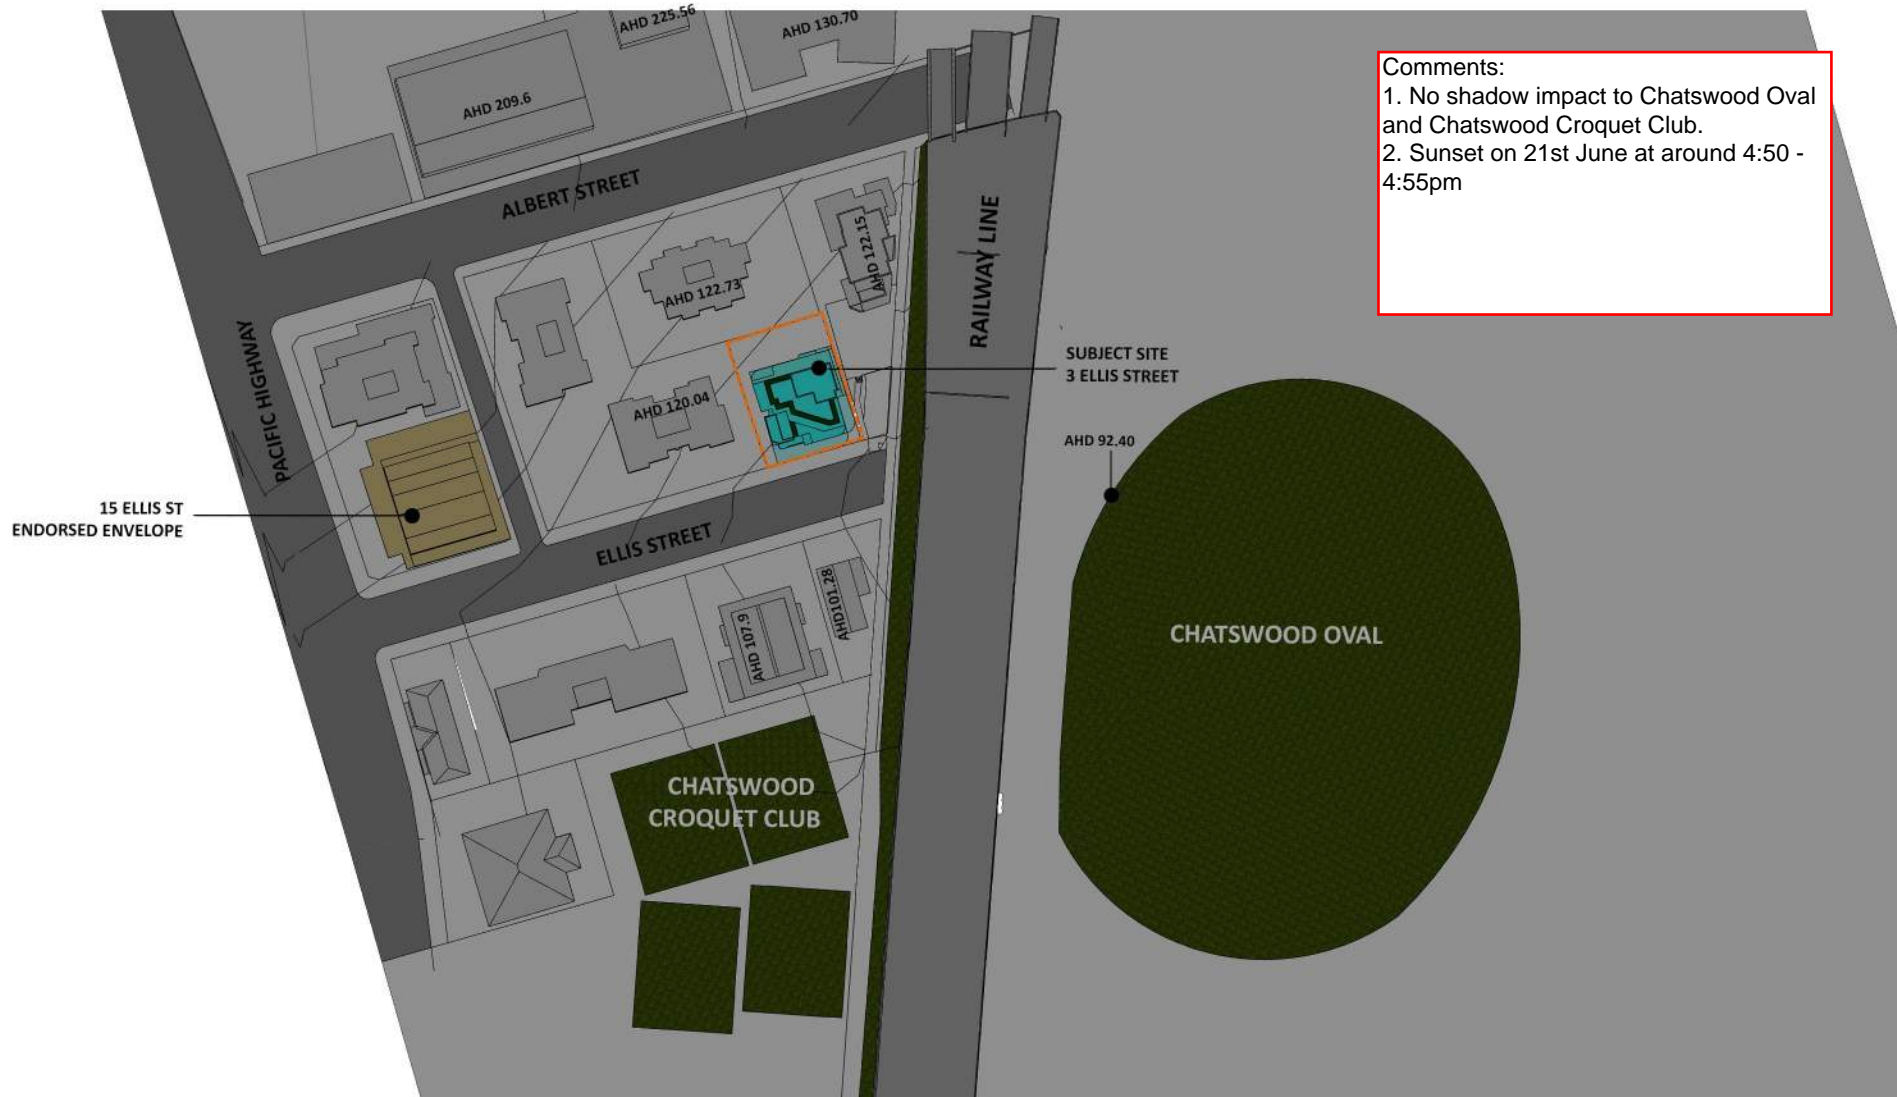 AHD 225.56
AHD 130.70
AHD 209.6
Comments:
1. No shadow impact to Chatswood Oval
and Chatswood Croquet Club.
2. Sunset on 21st June at around 4:50 -
4:55pm
ALBERT STREET
RAILWAY LINE
AHD 122.15
AHD 122.73
PACIFIC HIGHWAY
SUBJECT SITE
3 ELLIS STREET
AHD 120.04
AHD 92.40
15 ELLIS ST
ENDORSED ENVELOPE
ELLIS STREET
AHD101.28
AHD 107.9
CHATSWOOD OVAL
CHATSWOOD
CROQUET CLUB